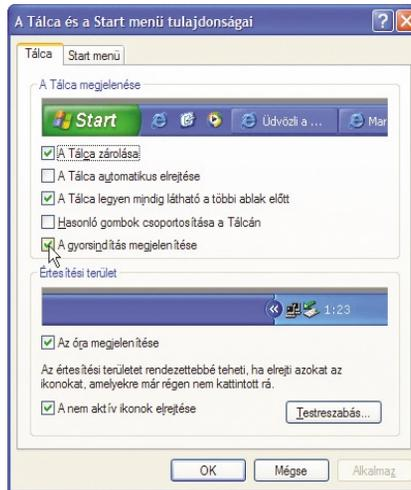 A Tálca és a Start menü tulajdonságai
Tálca
Start menü
A Tálca megjelenése
Start
Üdvözli a ...
Mar
A Tálca zárolása
A Tálca automatikus elrejtése
A Tálca legyen mindig látható a többi ablak előtt
Hasonló gombok csoportosítása a Tálcán
A gyorsindítás megjelenítése
Értesítési terület
1:23
Az óra megjelenítése
Az értesítési területet rendezettebbé teheti, ha elrejti azokat az
ikonokat, amelyekre már régen nem kattintott rá.
A nem aktív ikonok elrejtése
Testreszabás...
OK
Mégse
Alkalmaz